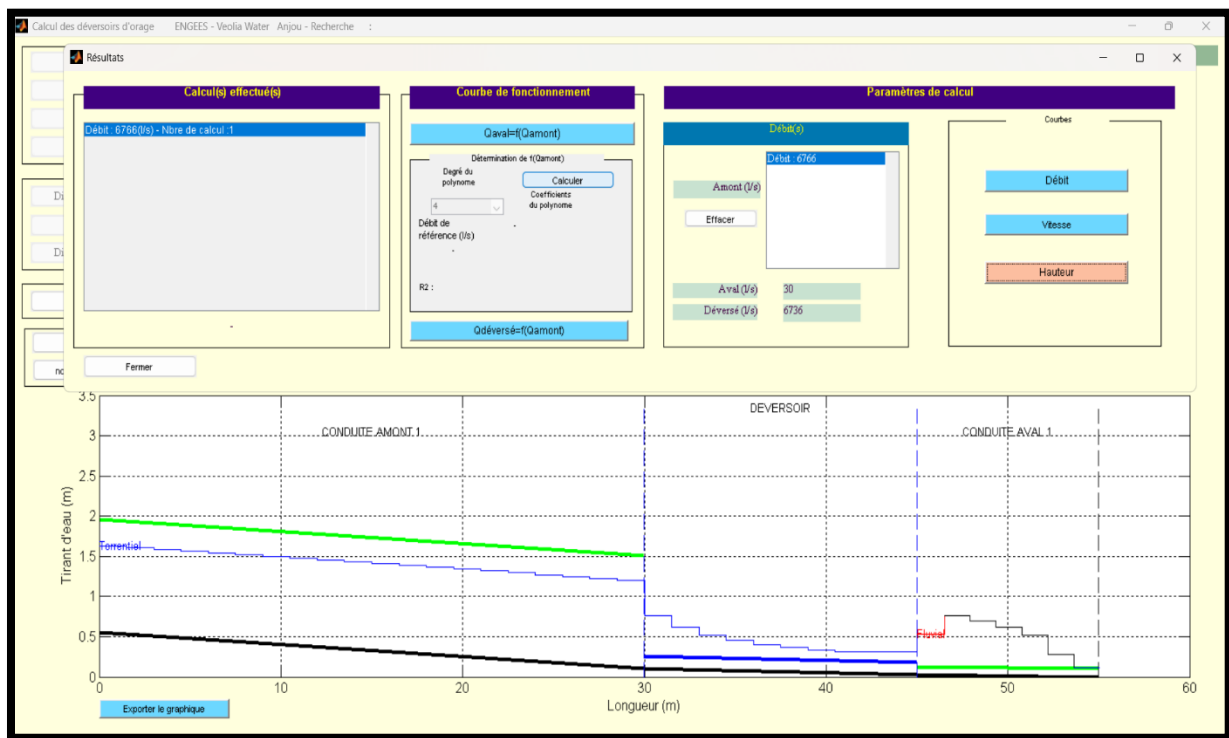 Calcul des déversoirs d'orage ENGEES - Veolia Water Anjou - Recherche :
Résultats
Calcul(s) effectué(s)
Débit : 6766(l/s) - Nbre de calcul :1
-
Fermer
Courbe de fonctionnement
Qaval=f(Qamont)
Détermination de f(Qamont)
Degré du
polynome
Calculer
4
Coefficients
du polynome
Débit de
référence (l/s)
-
-
R2 :
Qdéversé=f(Qamont)
Paramètres de calcul
Débit(s)
Amont (l/s)
Débit : 6766
Effacer
Aval (l/s) 30
Déversé (l/s) 6736
Courbes
Débit
Vitesse
Hauteur
Di
Di
no
DEVERSOIR
CONDUITE AMONT 1
CONDUITE AVAL 1
Torrentiel
Fluvial
Tirant d'eau (m)
3.5
3
2.5
2
1.5
1
0.5
0
0 10 20 30 40 50 60
Longueur (m)
Exporter le graphique